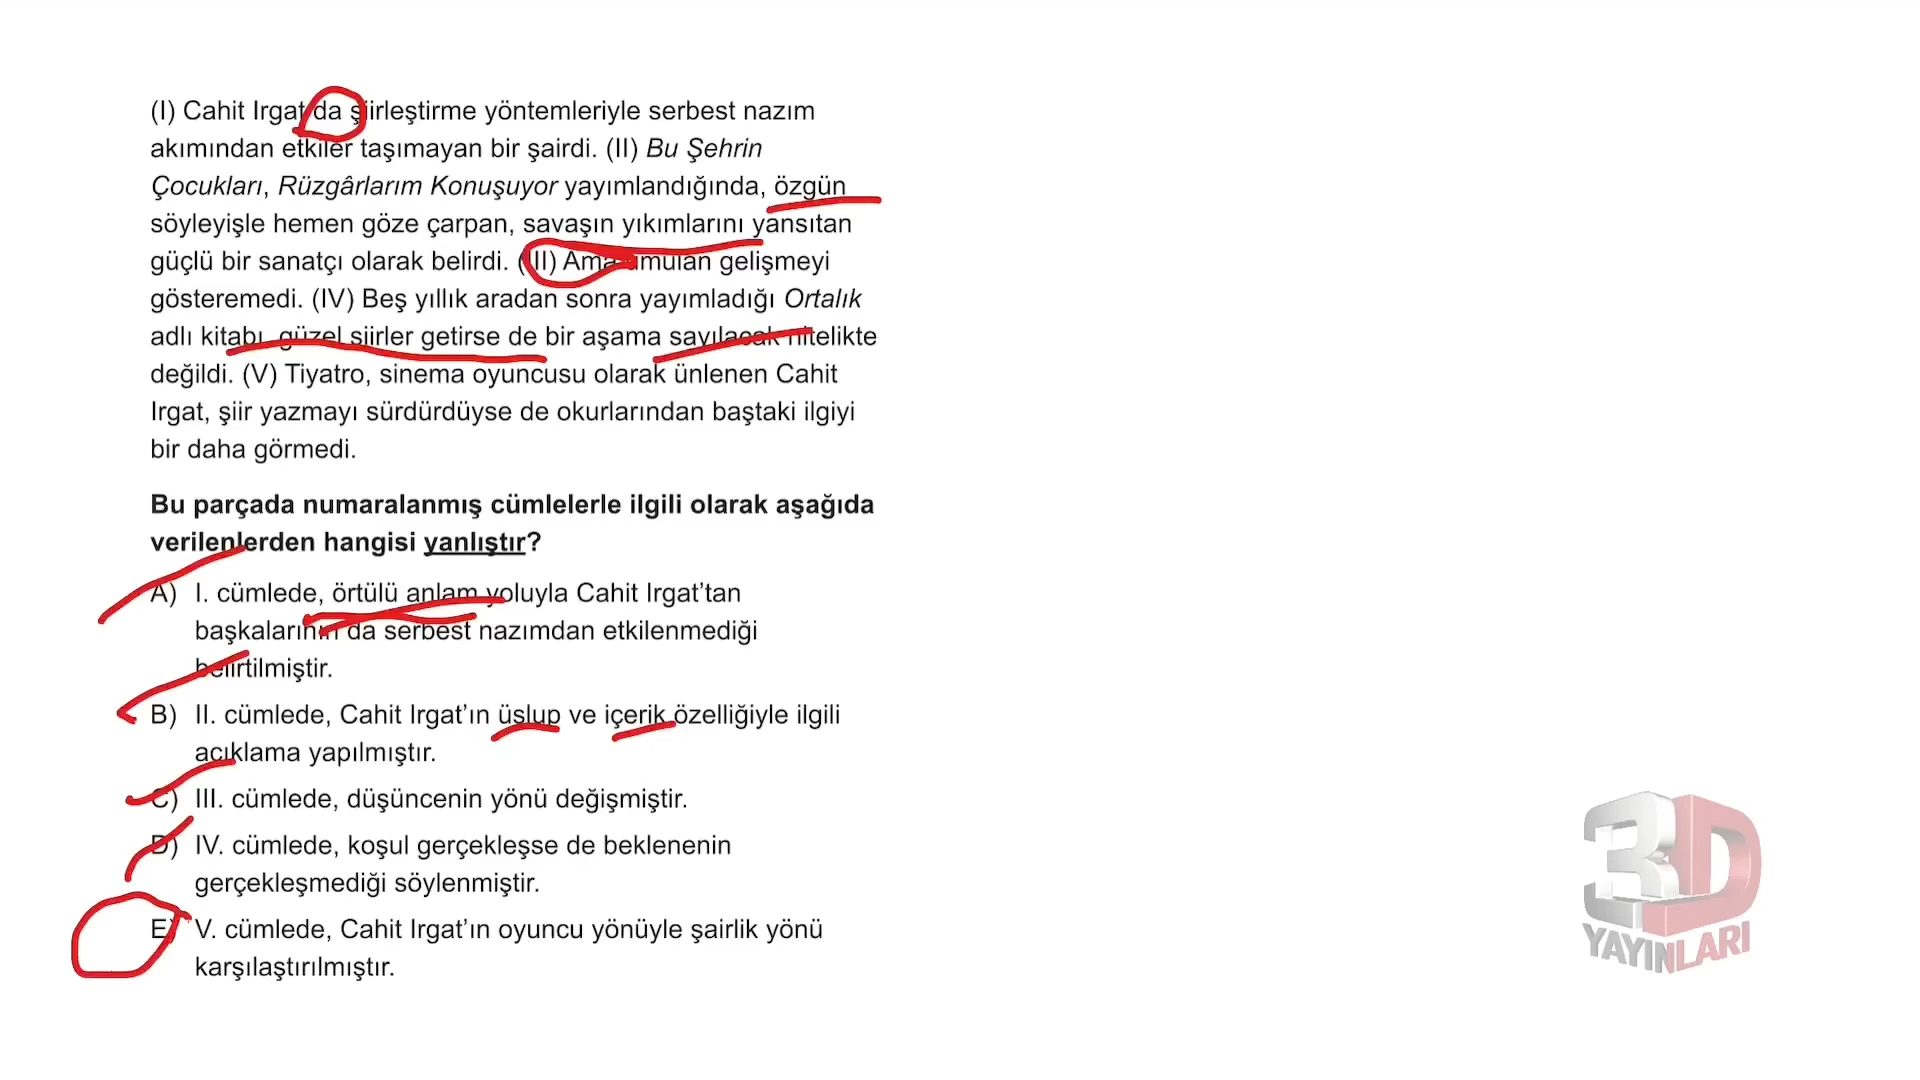 (I) Cahit Irgat da şiirleştirme yöntemleriyle serbest nazım
akımından etkiler taşımayan bir şairdi. (II) Bu Şehrin
Çocukları, Rüzgârlarım Konuşuyor yayımlandığında, özgün
söyleyişle hemen göze çarpan, savaşın yıkımlarını yansıtan
güçlü bir sanatçı olarak belirdi. (III) Ama umulan gelişmeyi
gösteremedi. (IV) Beş yıllık aradan sonra yayımladığı Ortalık
adlı kitabı, güzel şiirler getirse de bir aşama sayılacak nitelikte
değildi. (V) Tiyatro, sinema oyuncusu olarak ünlenen Cahit
Irgat, şiir yazmayı sürdürdüyse de okurlarından baştaki ilgiyi
bir daha görmedi.
Bu parçada numaralanmış cümlelerle ilgili olarak aşağıda
verilenlerden hangisi yanlıştır?
A) I. cümlede, örtülü anlam yoluyla Cahit Irgat’tan
başkalarının da serbest nazımdan etkilenmediği
belirtilmiştir.
B) II. cümlede, Cahit Irgat’ın üslup ve içerik özelliğiyle ilgili
açıklama yapılmıştır.
C) III. cümlede, düşüncenin yönü değişmiştir.
D) IV. cümlede, koşul gerçekleşse de beklenenin
gerçekleşmediği söylenmiştir.
E) V. cümlede, Cahit Irgat’ın oyuncu yönüyle şairlik yönü
karşılaştırılmıştır.
3D
YAYINLARI